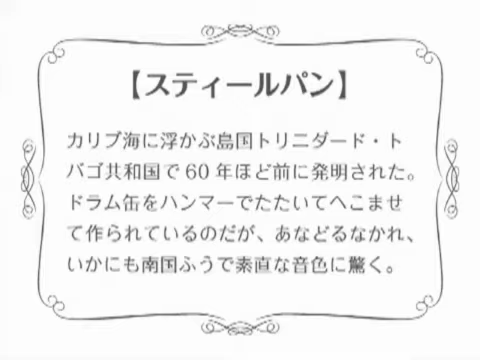 【スティールパン】
カリブ海に浮かぶ島国トリニダード・ト
バゴ共和国で60年ほど前に発明された。
ドラム缶をハンマーでたたいてへこませ
て作られているのだが、あなどるなかれ、
いかにも南国ふうで素直な音色に驚く。